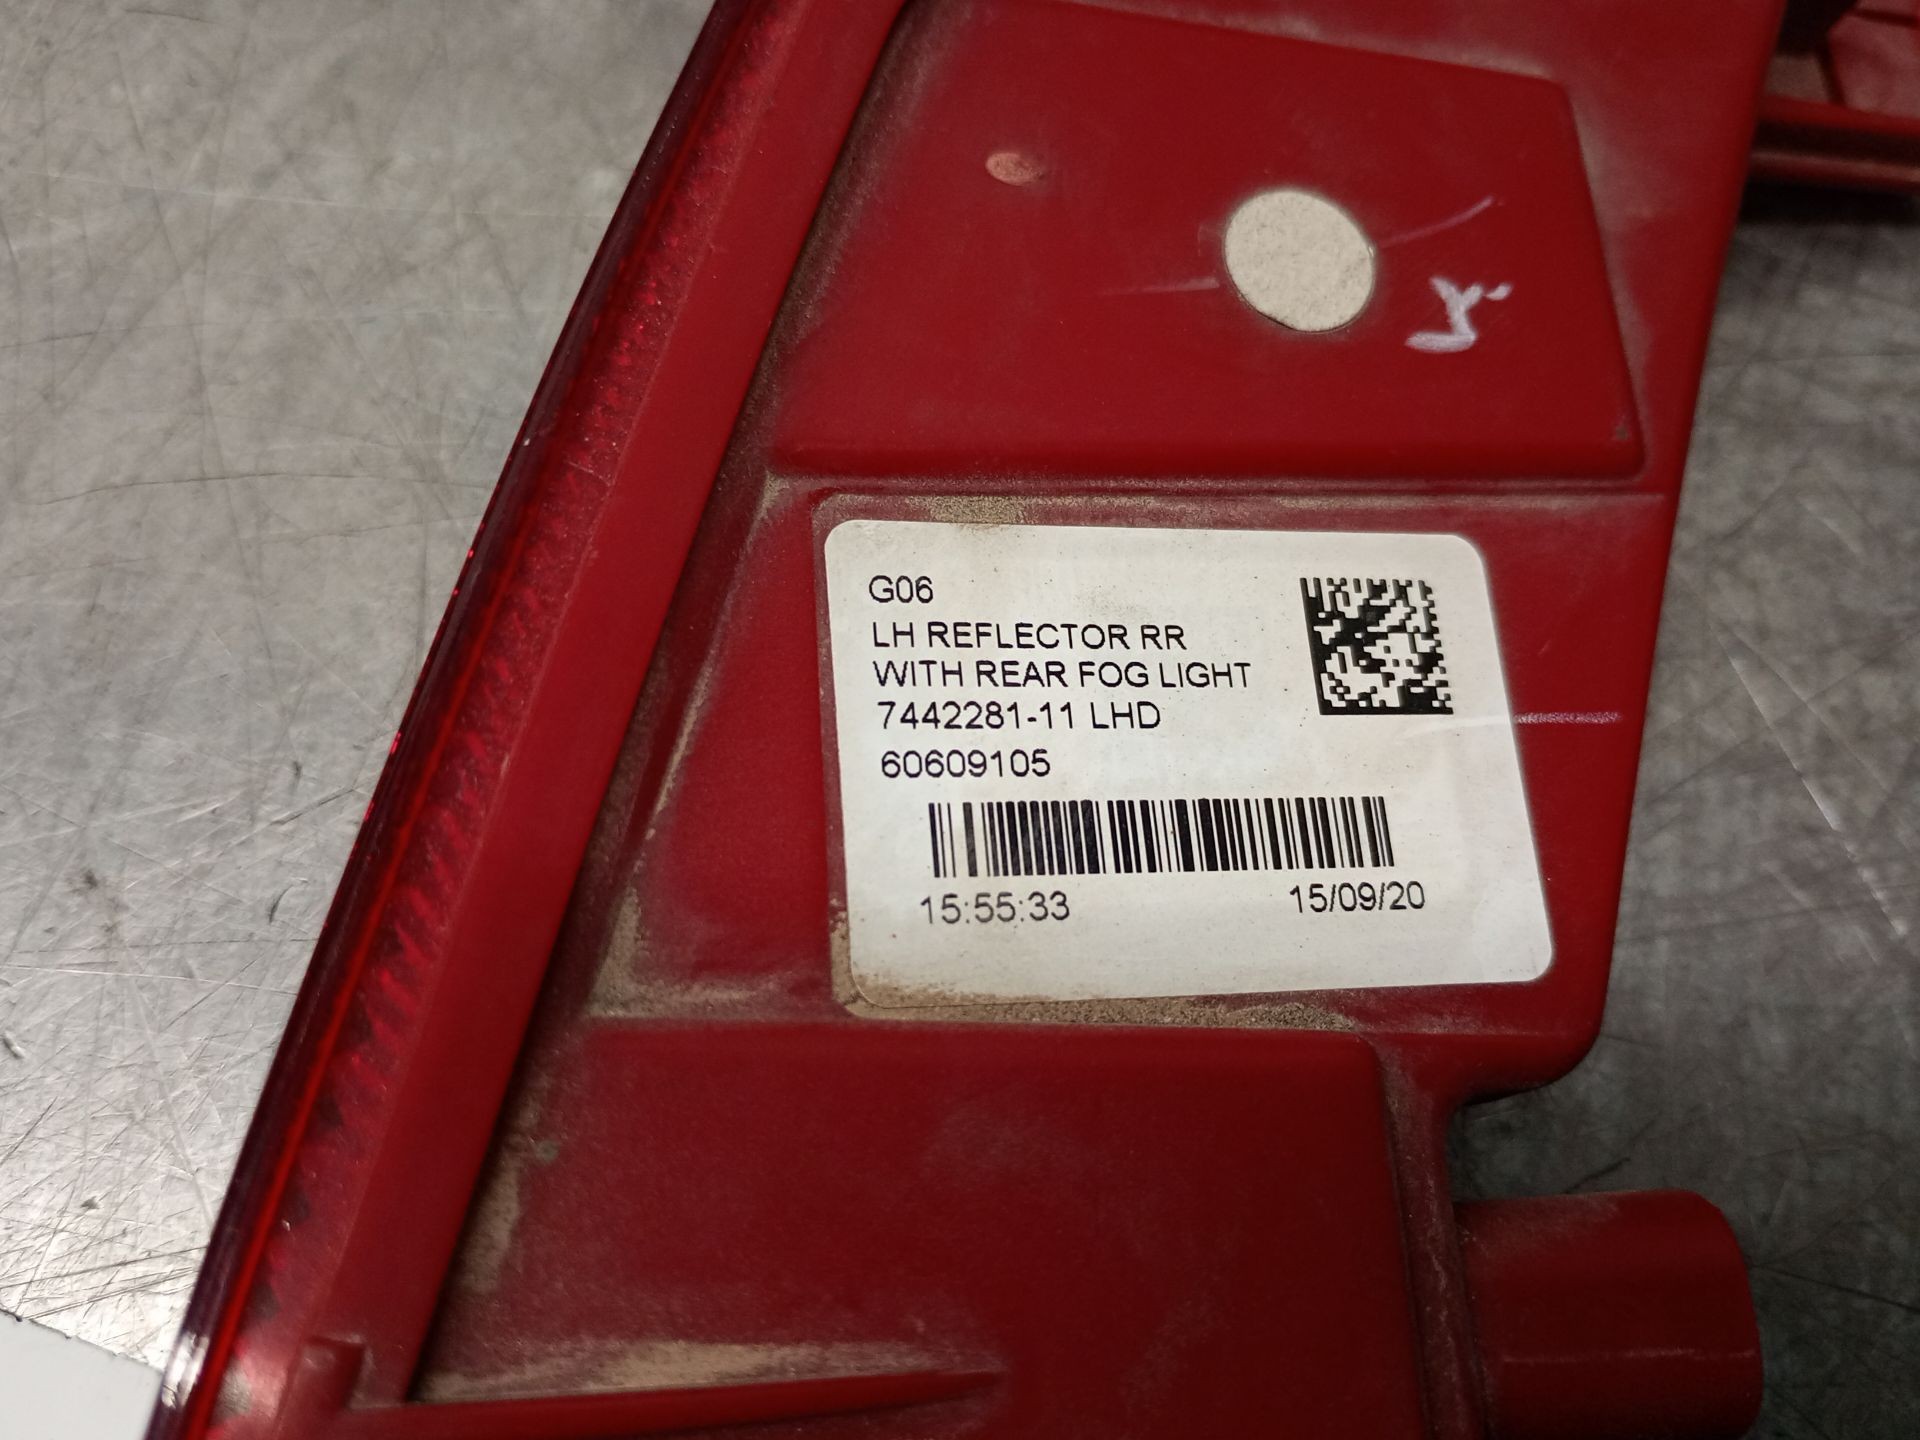 G06
LH REFLECTOR RR
WITH REAR FOG LIGHT
7442281-11 LHD
60609105
15:55:33 15/09/20